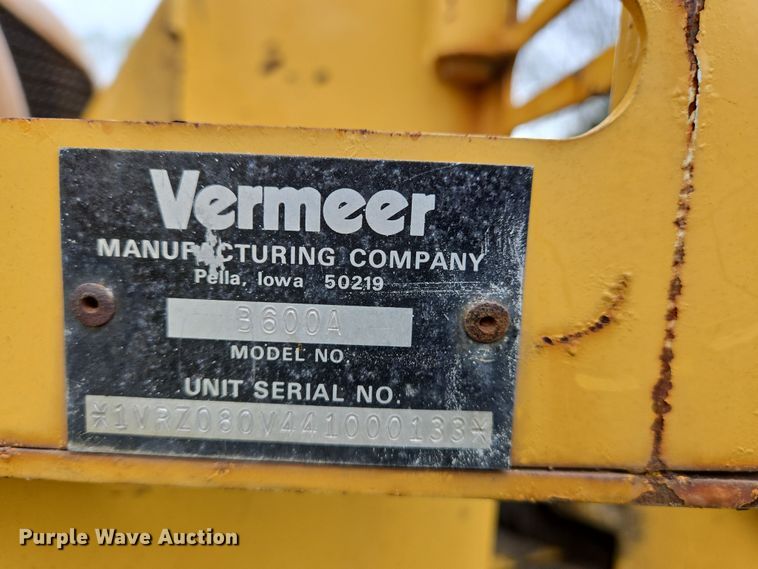 Vermeer
MANUFACTURING COMPANY
Pella, Iowa 50219
B600A
MODEL NO.
UNIT SERIAL NO.
*1VRZ080V441000133*
Purple Wave Auction